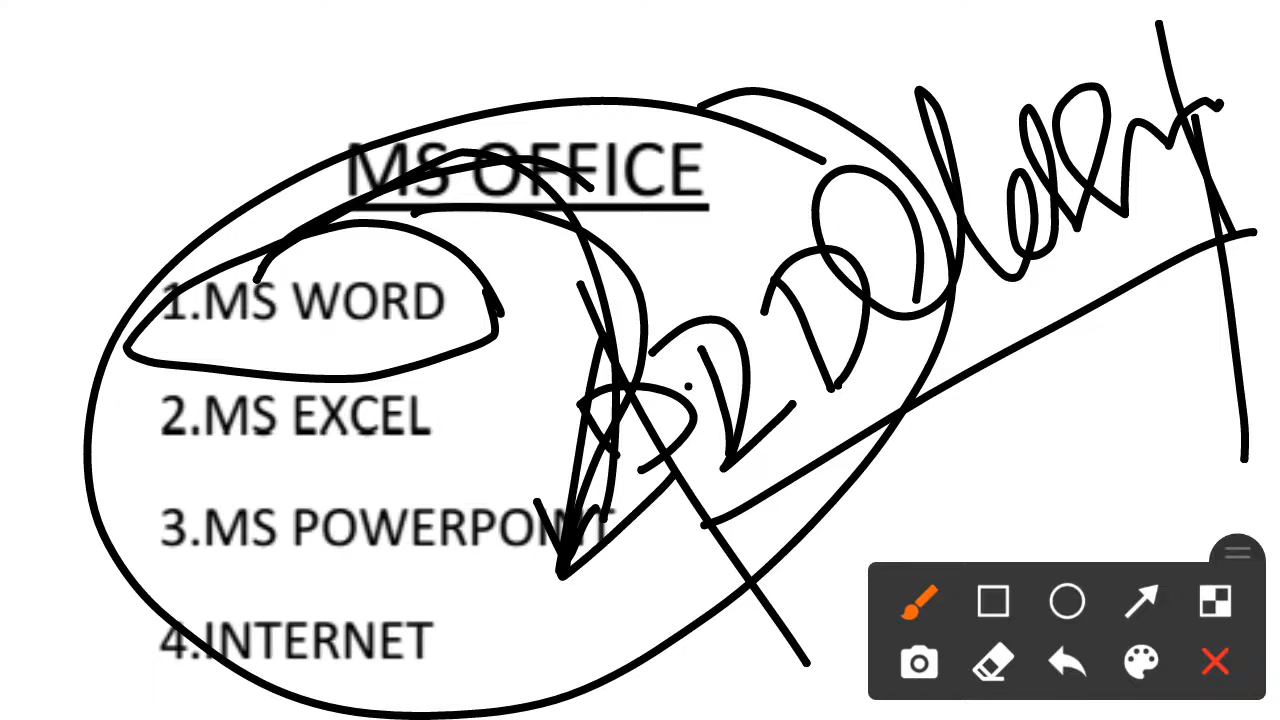 MS OFFICE
1.MS WORD
2.MS EXCEL
3.MS POWERPOINT
4.INTERNET